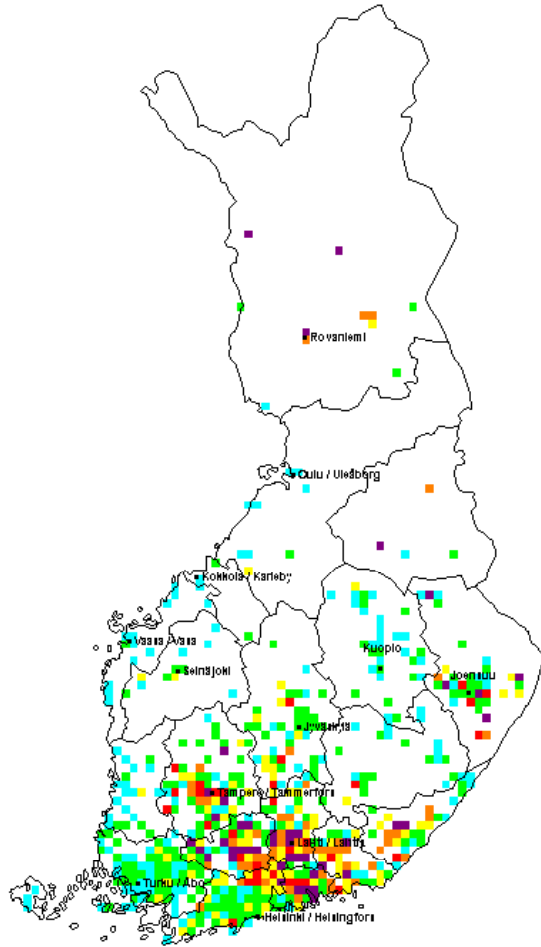 Rovaniemi
Oulu / Uleåborg
Kokkola / Karleby
Vaasa / Vasa
Kuopio
Seinäjoki
Joensuu
Jyväskylä
Tampere / Tammerfors
Lahti / Lahtis
Turku / Åbo
Helsinki / Helsingfors